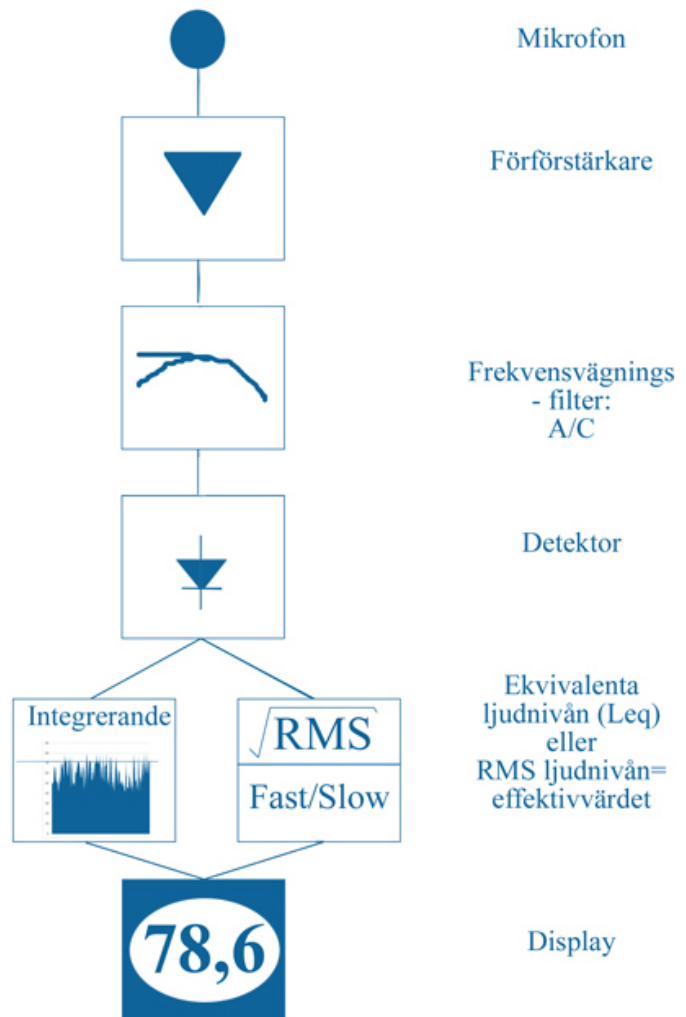 Mikrofon
Förförstärkare
Frekvensvägnings
- filter:
A/C
Detektor
Integrerande
√RMS
Fast/Slow
Ekvivalenta
ljudnivån (Leq)
eller
RMS ljudnivån=
effektivvärdet
78,6
Display